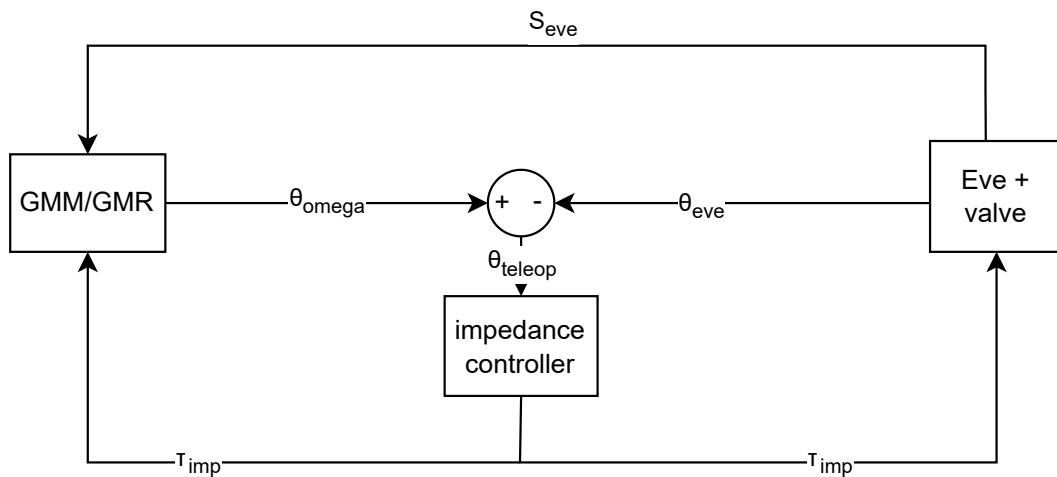 S_eve
GMM/GMR
θ_omega
+
-
θ_eve
Eve +
valve
θ_teleop
impedance
controller
τ_imp
τ_imp